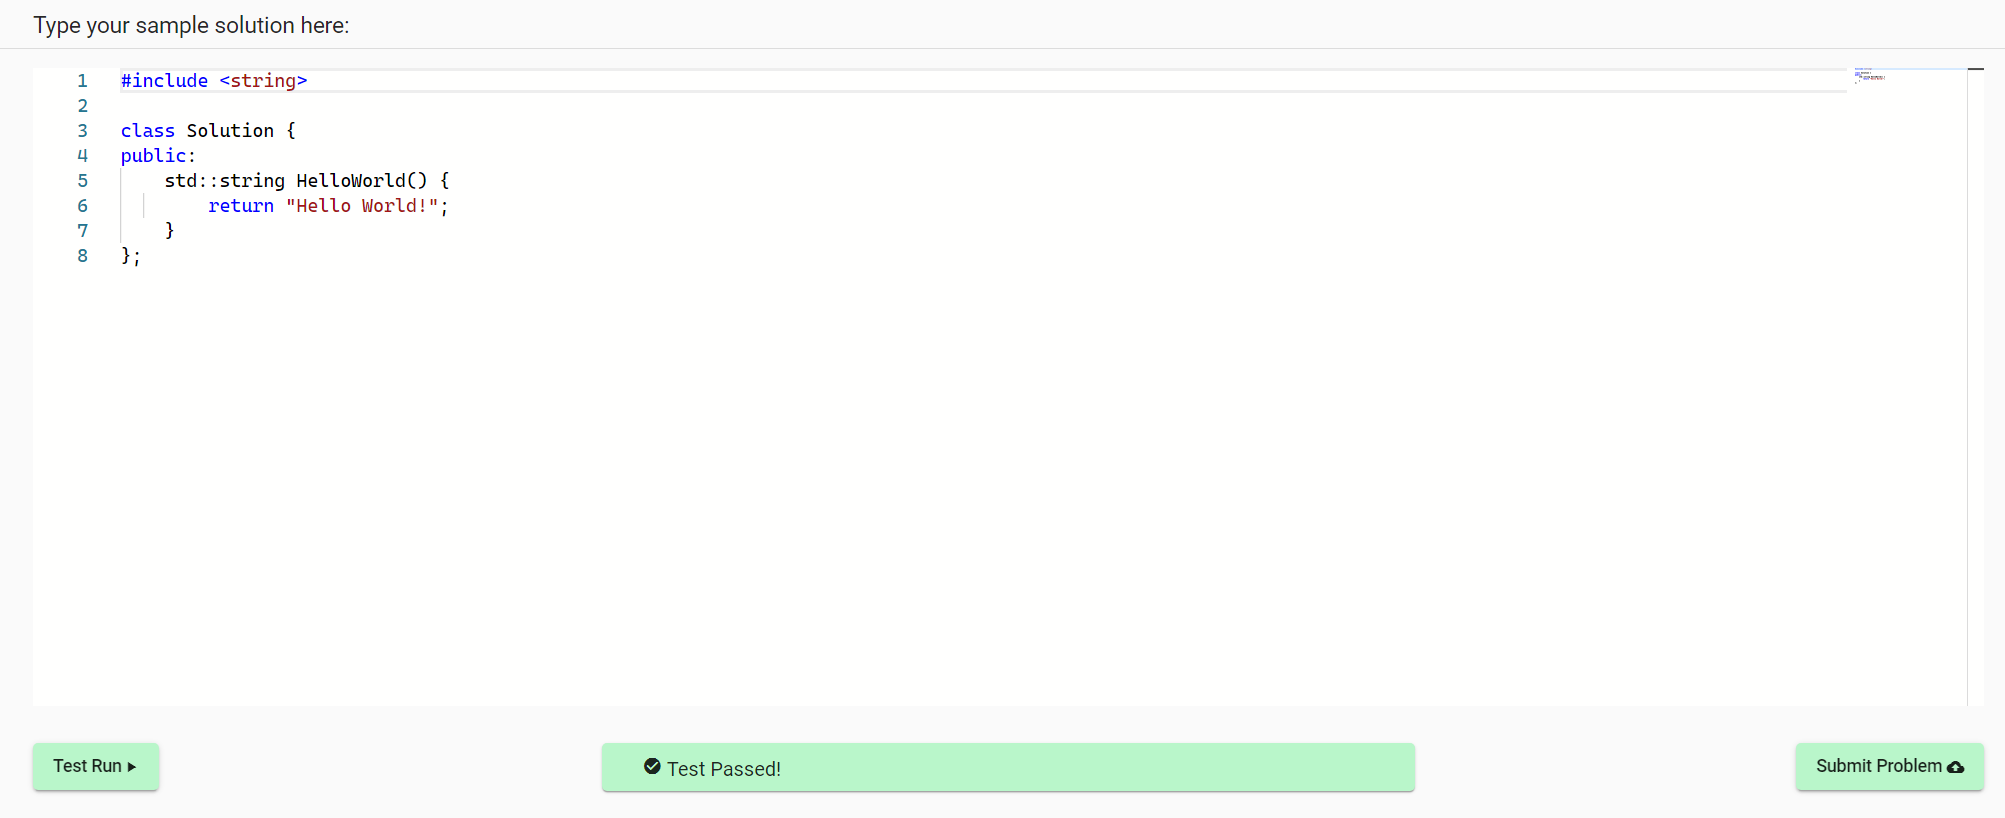 Type your sample solution here:
1 #include <string>
2
3 class Solution {
4 public:
5     std::string HelloWorld() {
6         return "Hello World!";
7     }
8 };
Test Run
Test Passed!
Submit Problem